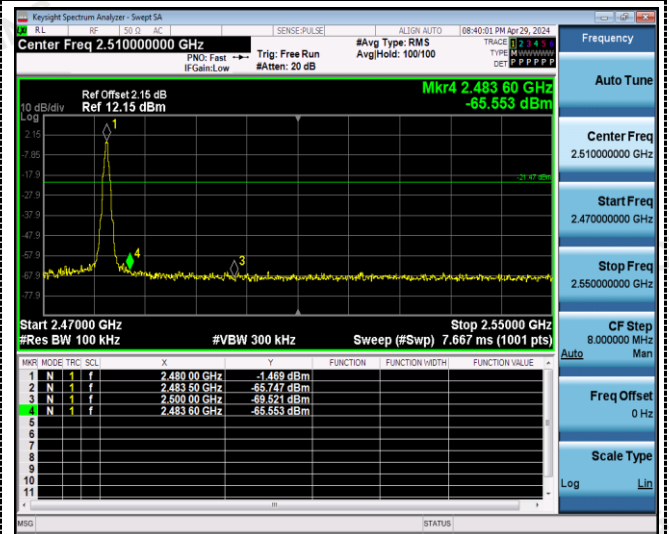 Keysight Spectrum Analyzer - Swept SA
RL RF 50 Ω AC SENSE:PULSE ALIGN AUTO 08:40:01 PM Apr 29, 2024
Center Freq 2.510000000 GHz #Avg Type: RMS TRACE 1 2 3 4 5 6
PNO: Fast Trig: Free Run Avg|Hold: 100/100 TYPE M WWWWW
IFGain:Low #Atten: 20 dB DET P P P P P P
Mkr4 2.483 60 GHz
-65.553 dBm
Ref Offset 2.15 dB
10 dB/div Ref 12.15 dBm
Log
2.15
-7.85
-17.9
-27.9
-37.9
-47.9
-57.9
-67.9
-77.9
-21.47 dBm
1
4
3
Start 2.47000 GHz Stop 2.55000 GHz
#Res BW 100 kHz #VBW 300 kHz Sweep (#Swp) 7.667 ms (1001 pts)
MKR MODE TRC SCL X Y FUNCTION FUNCTION WIDTH FUNCTION VALUE
1 N 1 f 2.480 00 GHz -1.469 dBm
2 N 1 f 2.483 50 GHz -65.747 dBm
3 N 1 f 2.500 00 GHz -69.521 dBm
4 N 1 f 2.483 60 GHz -65.553 dBm
5
6
7
8
9
10
11
MSG STATUS
Frequency
Auto Tune
Center Freq
2.510000000 GHz
Start Freq
2.470000000 GHz
Stop Freq
2.550000000 GHz
CF Step
8.000000 MHz
Auto Man
Freq Offset
0 Hz
Scale Type
Log Lin